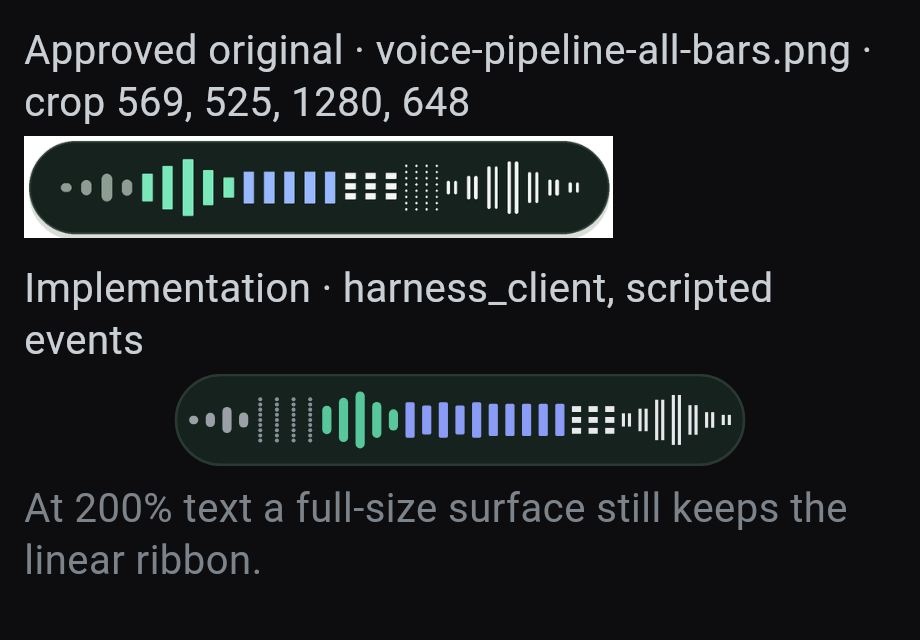 Approved original · voice-pipeline-all-bars.png ·
crop 569, 525, 1280, 648
Implementation · harness_client, scripted
events
At 200% text a full-size surface still keeps the
linear ribbon.